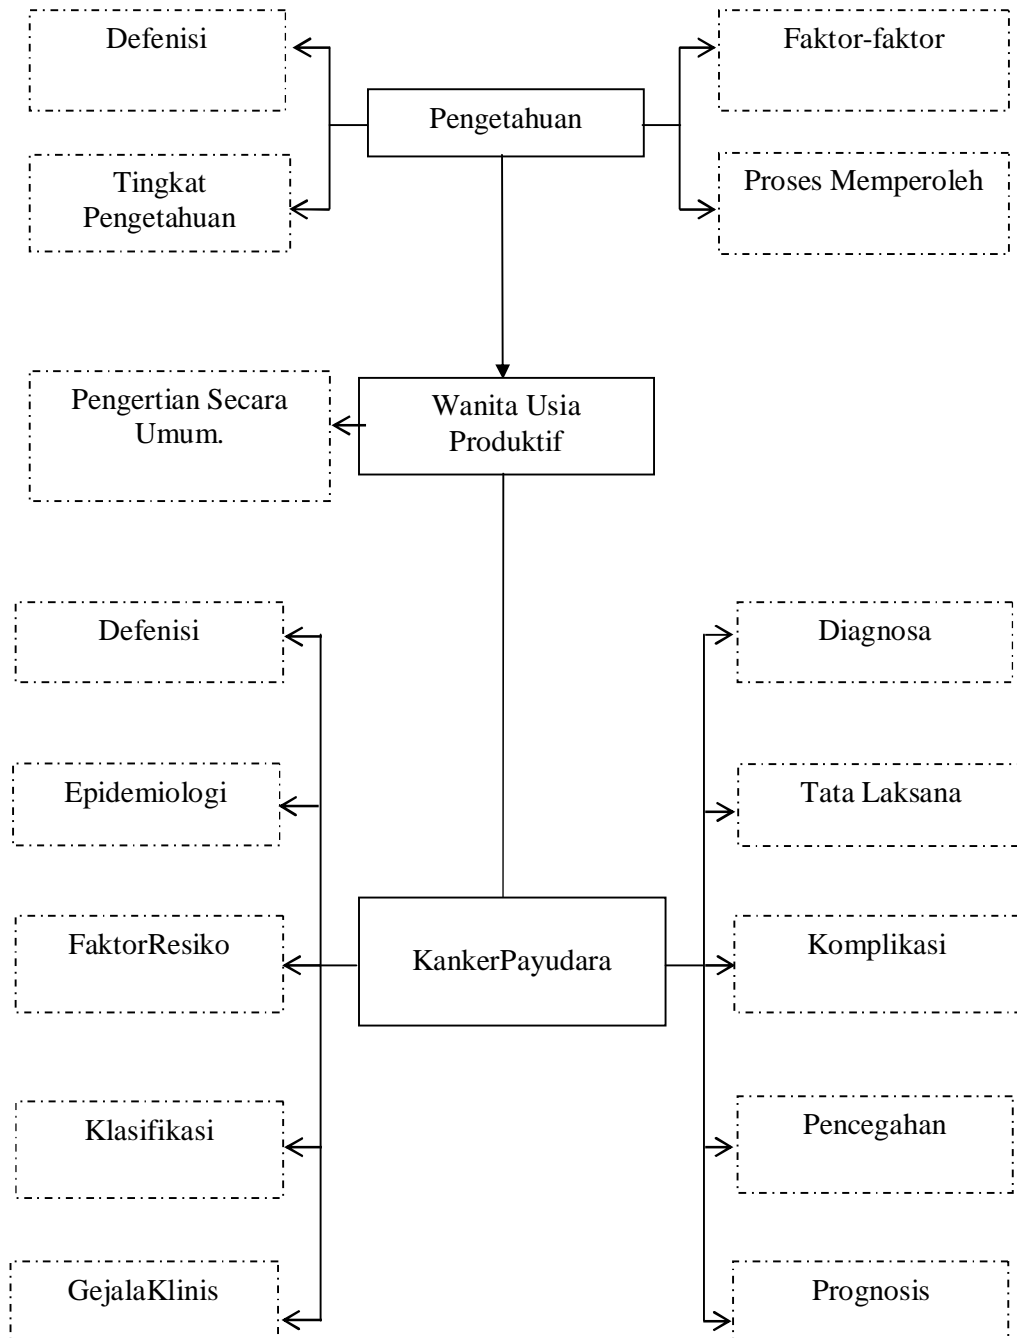 Defenisi
Faktor-faktor
Pengetahuan
Tingkat
Pengetahuan
Proses Memperoleh
Pengertian Secara
Umum.
Wanita Usia
Produktif
Defenisi
Diagnosa
Epidemiologi
Tata Laksana
FaktorResiko
KankerPayudara
Komplikasi
Klasifikasi
Pencegahan
GejalaKlinis
Prognosis